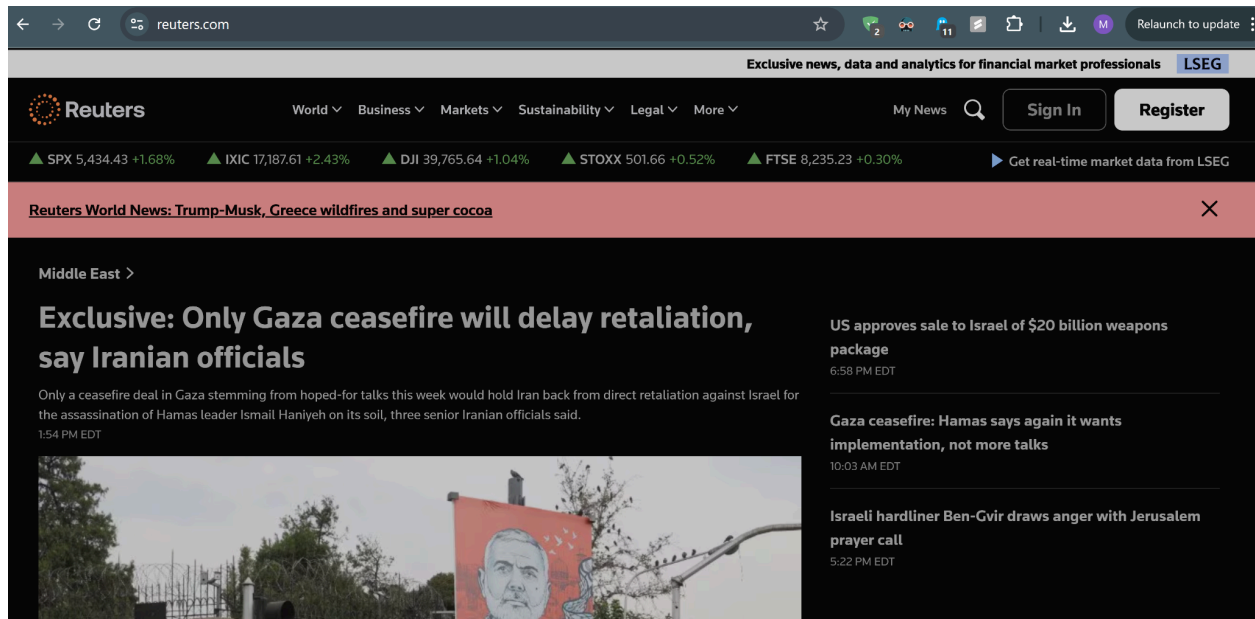 reuters.com
2
11
M
Relaunch to update
Exclusive news, data and analytics for financial market professionals LSEG
Reuters
World
Business
Markets
Sustainability
Legal
More
My News
Sign In
Register
SPX 5,434.43 +1.68%
IXIC 17,187.61 +2.43%
DJI 39,765.64 +1.04%
STOXX 501.66 +0.52%
FTSE 8,235.23 +0.30%
Get real-time market data from LSEG
Reuters World News: Trump-Musk, Greece wildfires and super cocoa
Middle East
Exclusive: Only Gaza ceasefire will delay retaliation,
say Iranian officials
Only a ceasefire deal in Gaza stemming from hoped-for talks this week would hold Iran back from direct retaliation against Israel for
the assassination of Hamas leader Ismail Haniyeh on its soil, three senior Iranian officials said.
1:54 PM EDT
US approves sale to Israel of $20 billion weapons
package
6:58 PM EDT
Gaza ceasefire: Hamas says again it wants
implementation, not more talks
10:03 AM EDT
Israeli hardliner Ben-Gvir draws anger with Jerusalem
prayer call
5:22 PM EDT